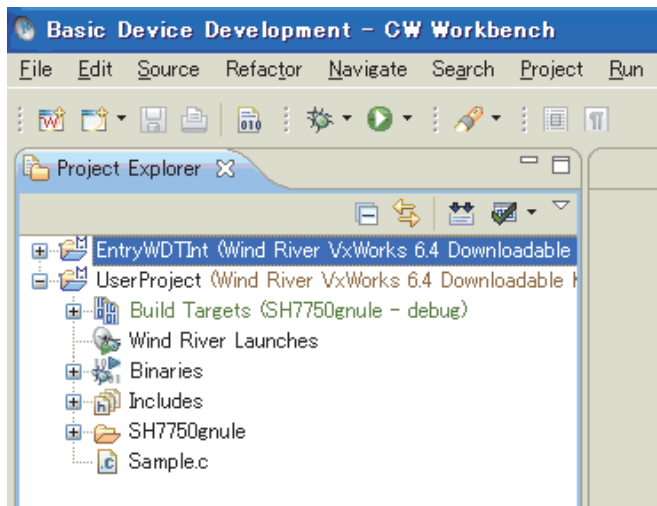 Basic Device Development - CW Workbench
File Edit Source Refactor Navigate Search Project Run
Project Explorer
EntryWDTInt (Wind River VxWorks 6.4 Downloadable
UserProject (Wind River VxWorks 6.4 Downloadable
Build Targets (SH7750gnule - debug)
Wind River Launches
Binaries
Includes
SH7750gnule
Sample.c